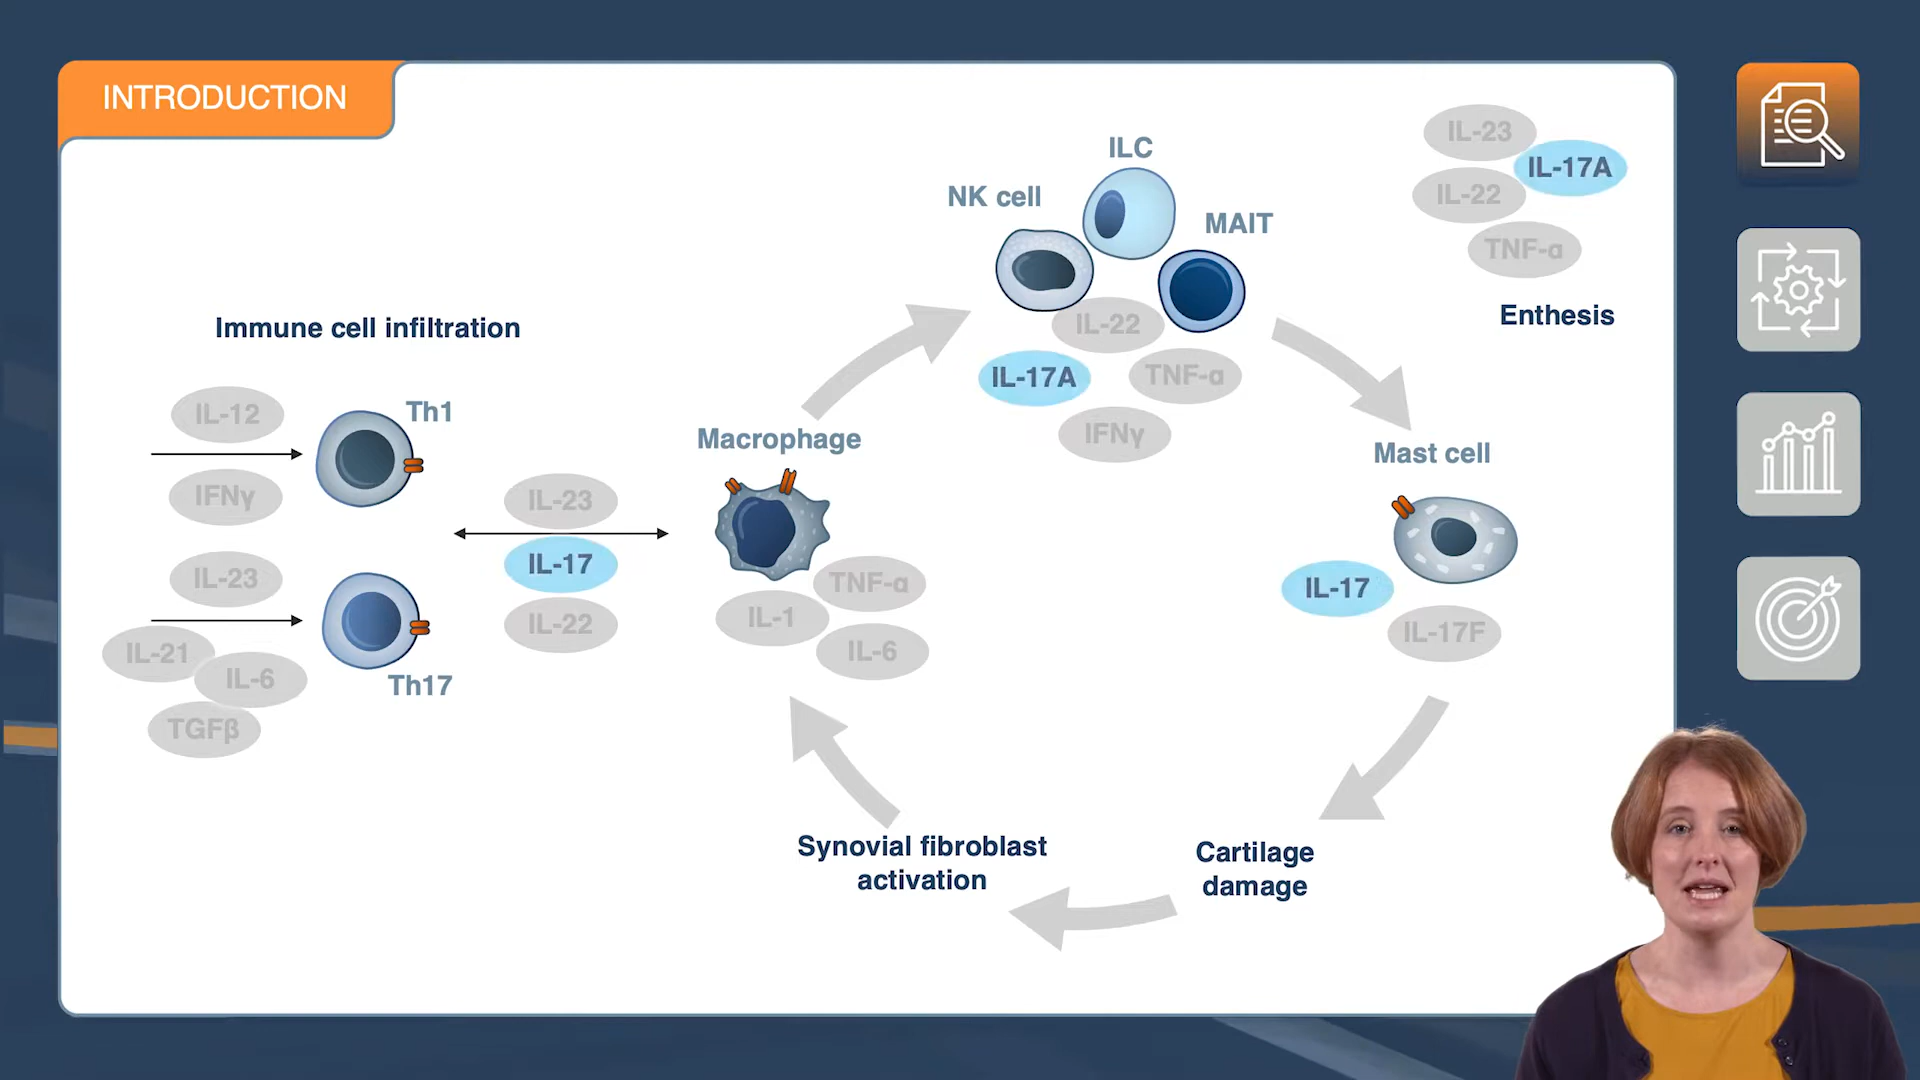 INTRODUCTION
Immune cell infiltration
IL-12
Th1
IFNγ
IL-23
IL-21
IL-6
TGFβ
Th17
IL-23
IL-17
IL-22
Macrophage
TNF-α
IL-1
IL-6
NK cell
ILC
MAIT
IL-22
IL-17A
TNF-α
IFNγ
IL-23
IL-17A
IL-22
TNF-α
Enthesis
Mast cell
IL-17
IL-17F
Cartilage
damage
Synovial fibroblast
activation